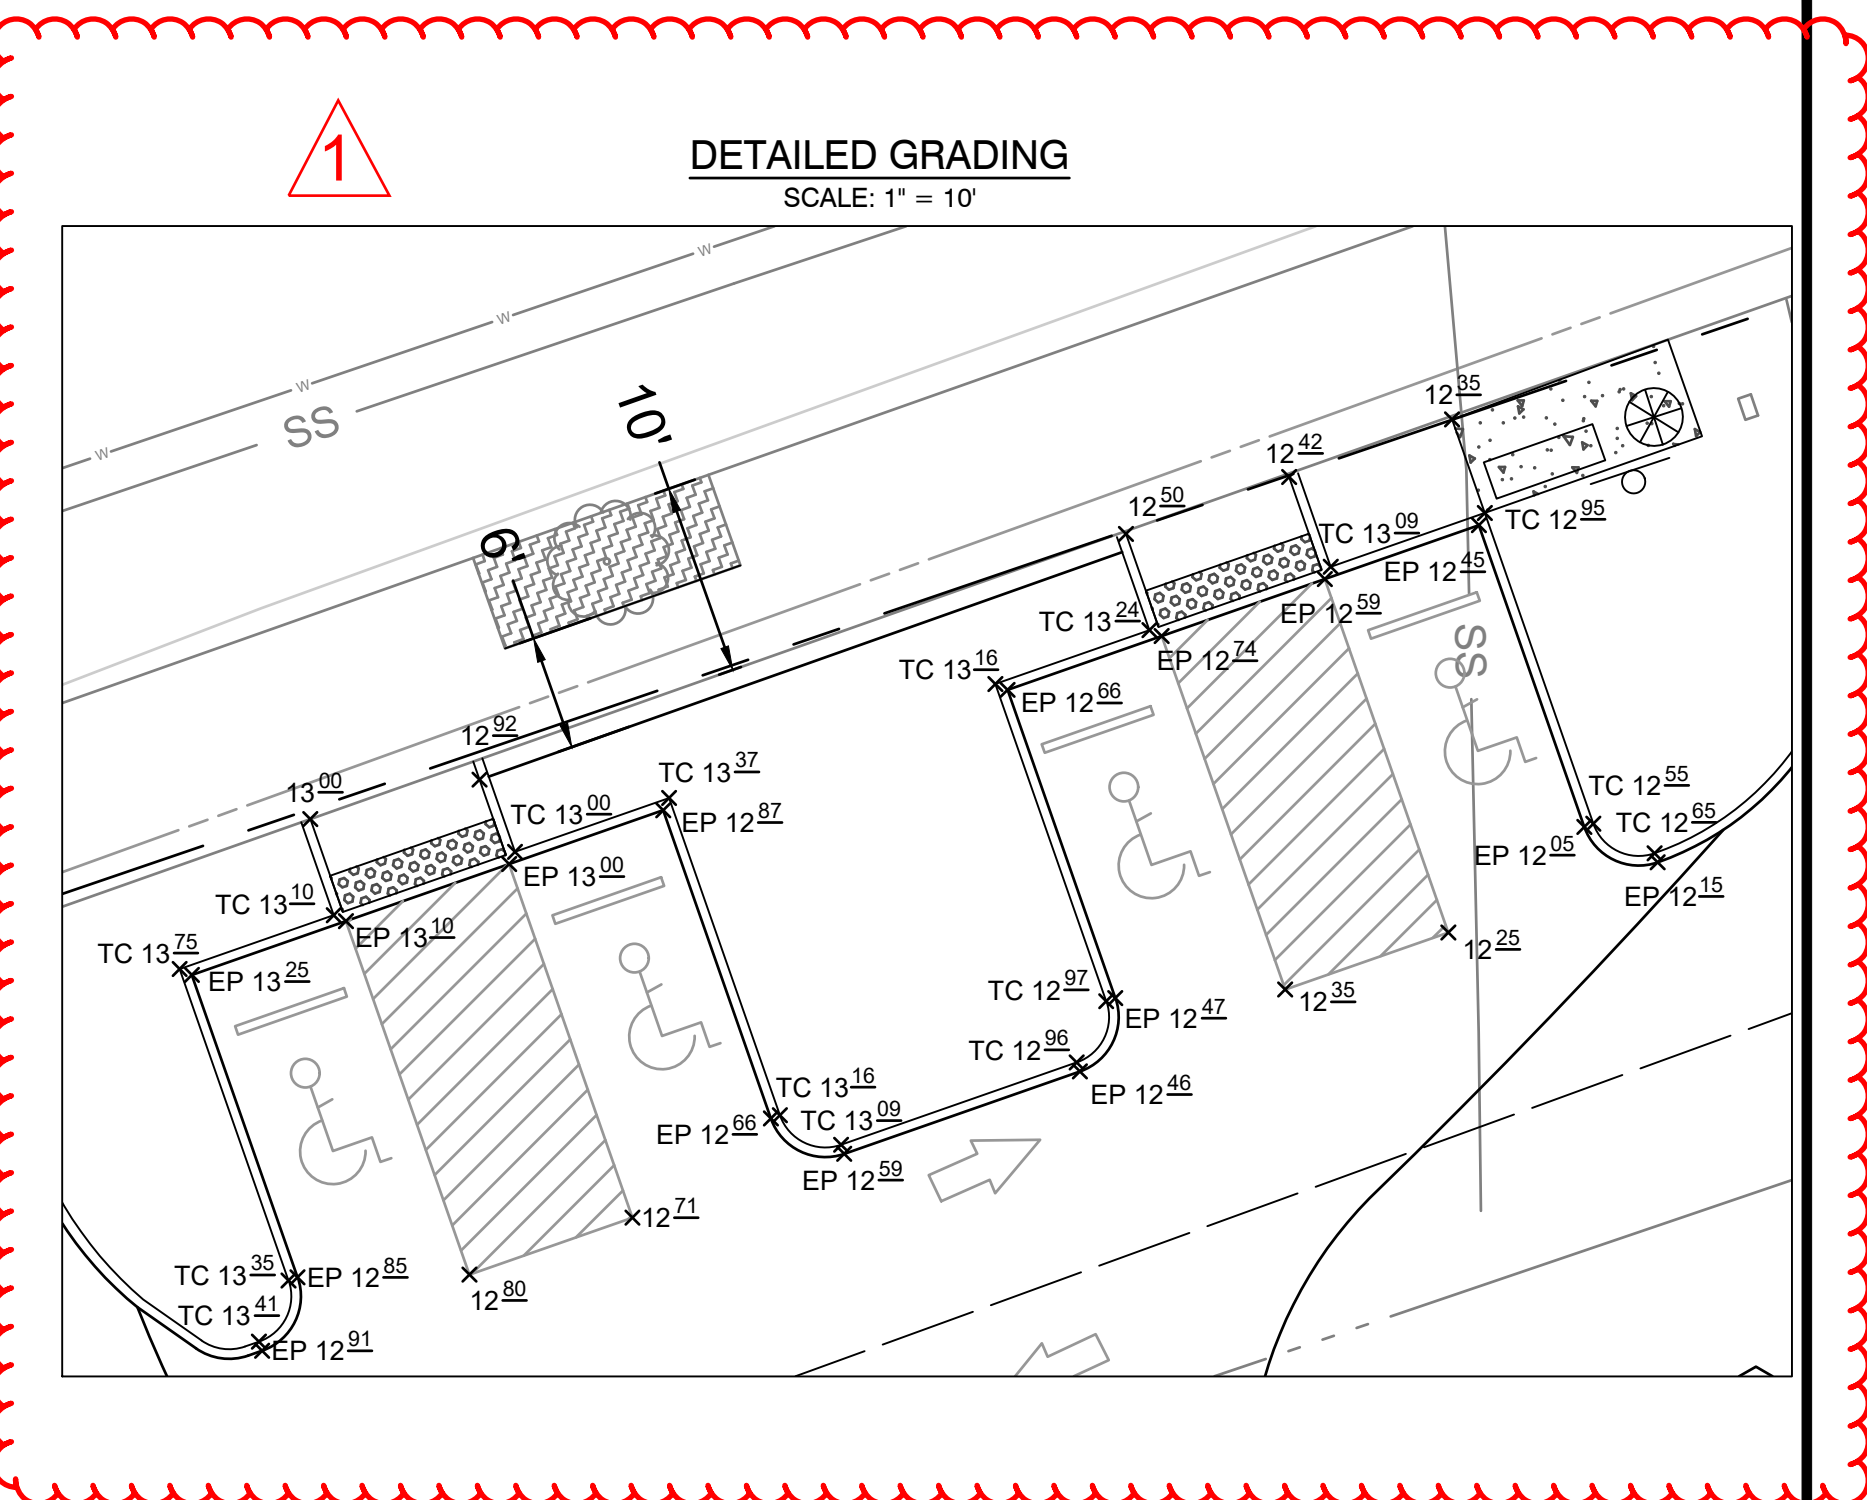 1
DETAILED GRADING
SCALE: 1" = 10'
W
W
W
W
SS
10'
6'
12 35
12 42
12 50
TC 12 95
TC 13 09
EP 12 45
EP 12 59
TC 13 24
EP 12 74
SS
TC 13 16
EP 12 66
12 92
13 00
TC 13 37
TC 13 00
EP 12 87
EP 13 00
TC 13 10
EP 13 10
TC 13 75
EP 13 25
TC 12 55
TC 12 65
EP 12 05
EP 12 15
12 25
12 35
TC 12 97
EP 12 47
TC 12 96
EP 12 46
TC 13 16
TC 13 09
EP 12 66
EP 12 59
12 71
12 80
TC 13 35
EP 12 85
TC 13 41
EP 12 91